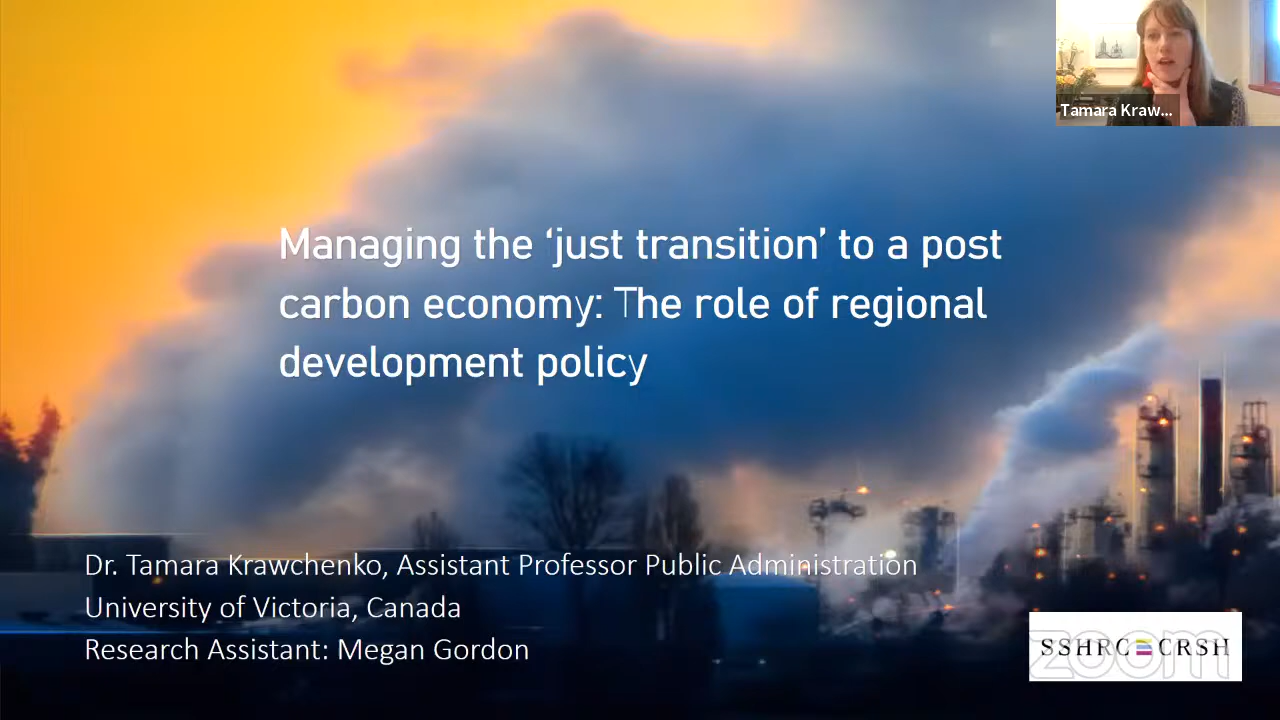 Tamara Kraw...
Managing the ‘just transition’ to a post
carbon economy: The role of regional
development policy
Dr. Tamara Krawchenko, Assistant Professor Public Administration
University of Victoria, Canada
Research Assistant: Megan Gordon
SSHRC CRSH
zoom